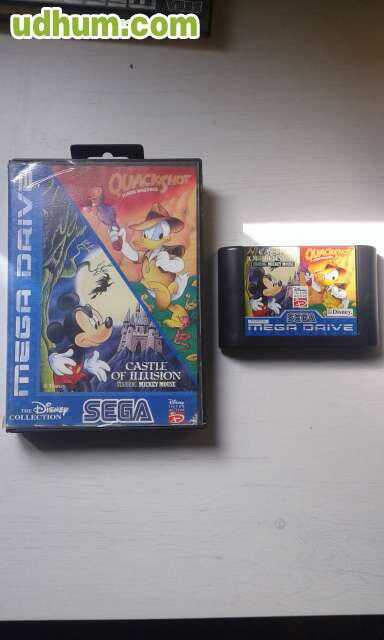 udhum.com
MEGA DRIVE
QUACKSHOT
CASTLE
OF ILLUSION
STARRING MICKEY MOUSE
© Disney
THE Disney
COLLECTION
SEGA
QUACKSHOT
CASTLE
OF ILLUSION
STARRING MICKEY MOUSE
© Disney
SEGA
MEGA DRIVE